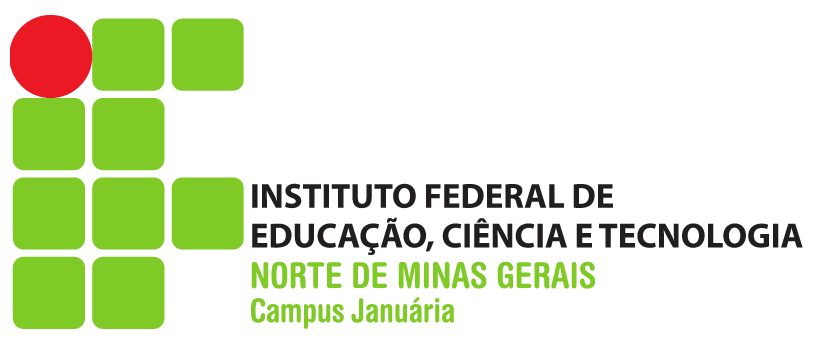 INSTITUTO FEDERAL DE
EDUCAÇÃO, CIÊNCIA E TECNOLOGIA
NORTE DE MINAS GERAIS
Campus Januária